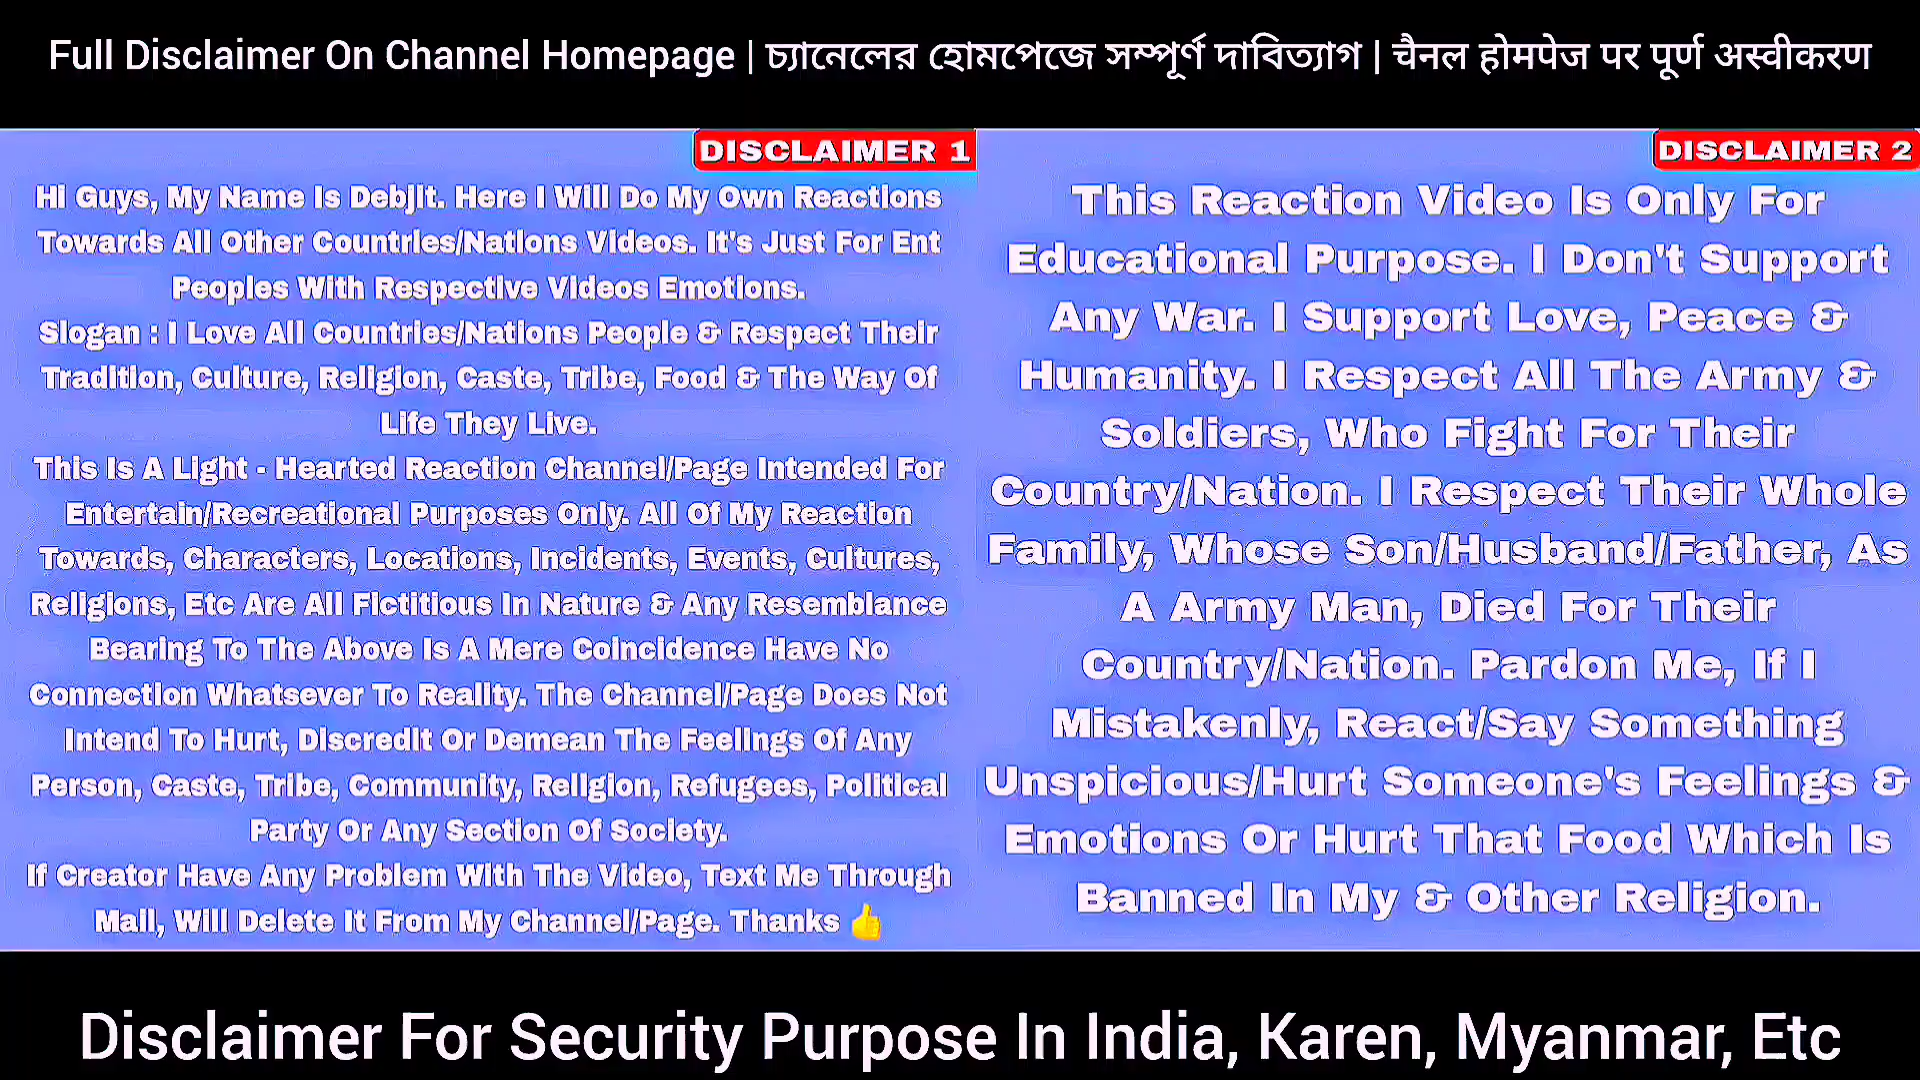 Full Disclaimer On Channel Homepage | চ্যানেলের হোমপেজে সম্পূর্ণ দাবিত্যাগ | चैनल होमपेज पर पूर्ण अस्वीकरण
DISCLAIMER 1
Hi Guys, My Name Is Debjit. Here I Will Do My Own Reactions
Towards All Other Countries/Nations Videos. It's Just For Ent
Peoples With Respective Videos Emotions.
Slogan : I Love All Countries/Nations People & Respect Their
Tradition, Culture, Religion, Caste, Tribe, Food & The Way Of
Life They Live.
This Is A Light - Hearted Reaction Channel/Page Intended For
Entertain/Recreational Purposes Only. All Of My Reaction
Towards, Characters, Locations, Incidents, Events, Cultures,
Religions, Etc Are All Fictitious In Nature & Any Resemblance
Bearing To The Above Is A Mere Coincidence Have No
Connection Whatsever To Reality. The Channel/Page Does Not
Intend To Hurt, Discredit Or Demean The Feelings Of Any
Person, Caste, Tribe, Community, Religion, Refugees, Political
Party Or Any Section Of Society.
If Creator Have Any Problem With The Video, Text Me Through
Mail, Will Delete It From My Channel/Page. Thanks 👍
DISCLAIMER 2
This Reaction Video Is Only For
Educational Purpose. I Don't Support
Any War. I Support Love, Peace &
Humanity. I Respect All The Army &
Soldiers, Who Fight For Their
Country/Nation. I Respect Their Whole
Family, Whose Son/Husband/Father, As
A Army Man, Died For Their
Country/Nation. Pardon Me, If I
Mistakenly, React/Say Something
Unspicious/Hurt Someone's Feelings &
Emotions Or Hurt That Food Which Is
Banned In My & Other Religion.
Disclaimer For Security Purpose In India, Karen, Myanmar, Etc